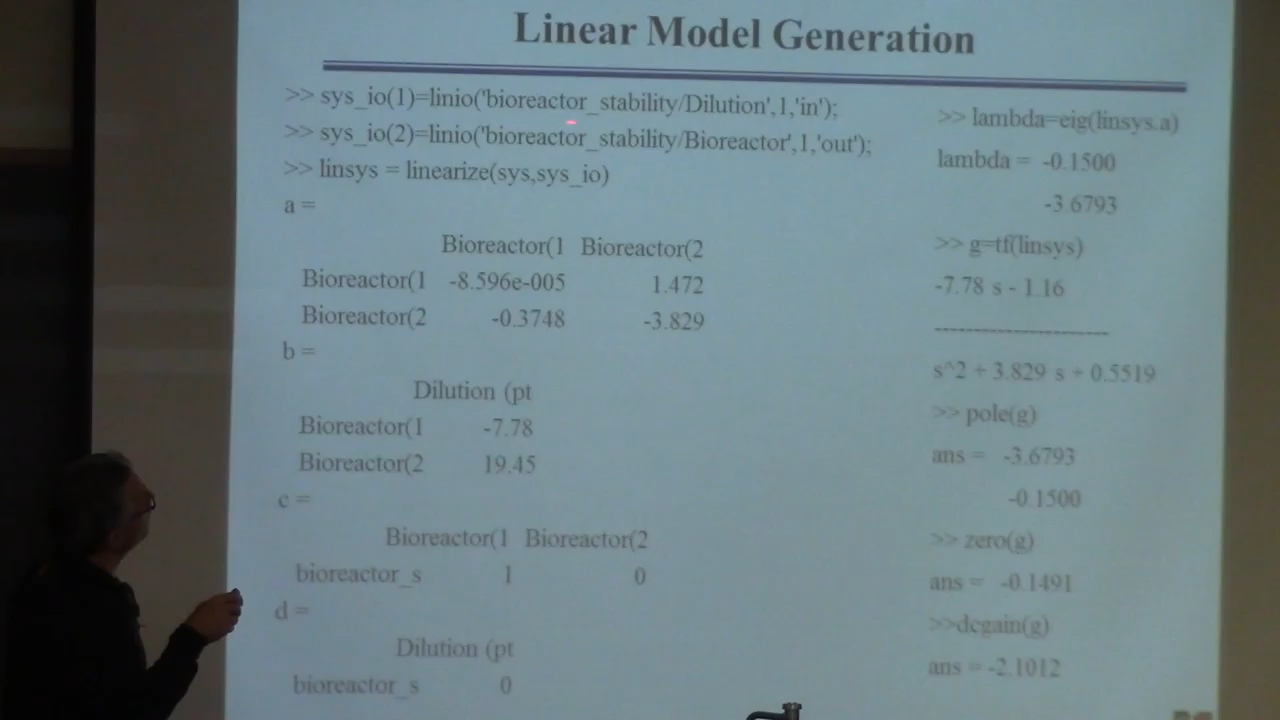 Linear Model Generation
>> sys_io(1)=linio('bioreactor_stability/Dilution',1,'in');
>> sys_io(2)=linio('bioreactor_stability/Bioreactor',1,'out');
>> linsys = linearize(sys,sys_io)
a =
Bioreactor(1 Bioreactor(2
Bioreactor(1 -8.596e-005 1.472
Bioreactor(2 -0.3748 -3.829
b =
Dilution (pt
Bioreactor(1 -7.78
Bioreactor(2 19.45
c =
Bioreactor(1 Bioreactor(2
bioreactor_s 1 0
d =
Dilution (pt
bioreactor_s 0
>> lambda=eig(linsys.a)
lambda = -0.1500
-3.6793
>> g=tf(linsys)
-7.78 s - 1.16
----------------------
s^2 + 3.829 s + 0.5519
>> pole(g)
ans = -3.6793
-0.1500
>> zero(g)
ans = -0.1491
>>dcgain(g)
ans = -2.1012